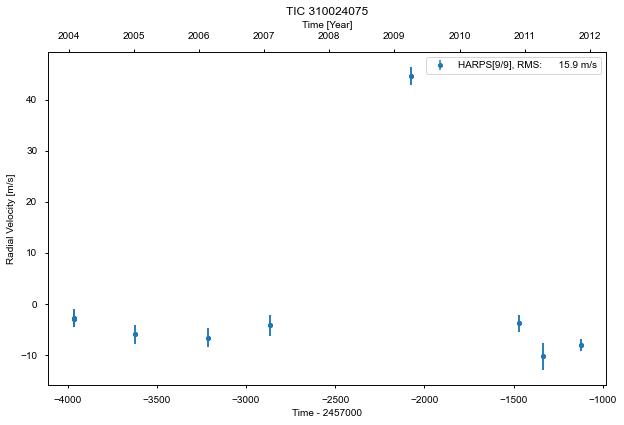 TIC 310024075
Time [Year]
2004 2005 2006 2007 2008 2009 2010 2011 2012
HARPS[9/9], RMS: 15.9 m/s
Radial Velocity [m/s]
40
30
20
10
0
−10
−4000 −3500 −3000 −2500 −2000 −1500 −1000
Time - 2457000